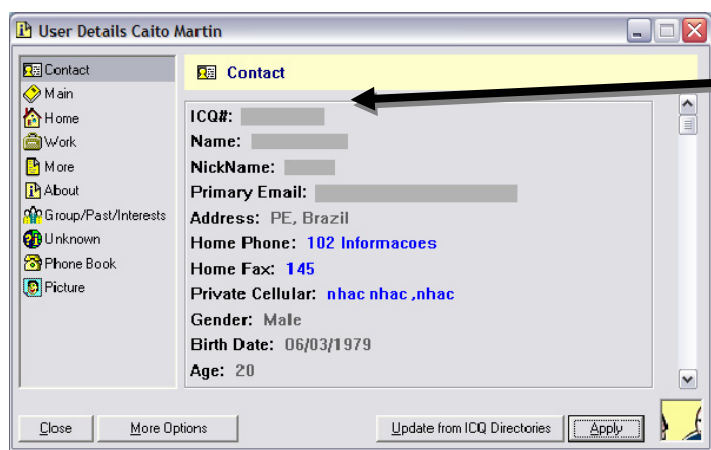 User Details Caito Martin
Contact
Main
Home
Work
More
About
Group/Past/Interests
Unknown
Phone Book
Picture
Contact
ICQ#:
Name:
NickName:
Primary Email:
Address: PE, Brazil
Home Phone: 102 Informacoes
Home Fax: 145
Private Cellular: nhac nhac ,nhac
Gender: Male
Birth Date: 06/03/1979
Age: 20
Close
More Options
Update from ICQ Directories
Apply